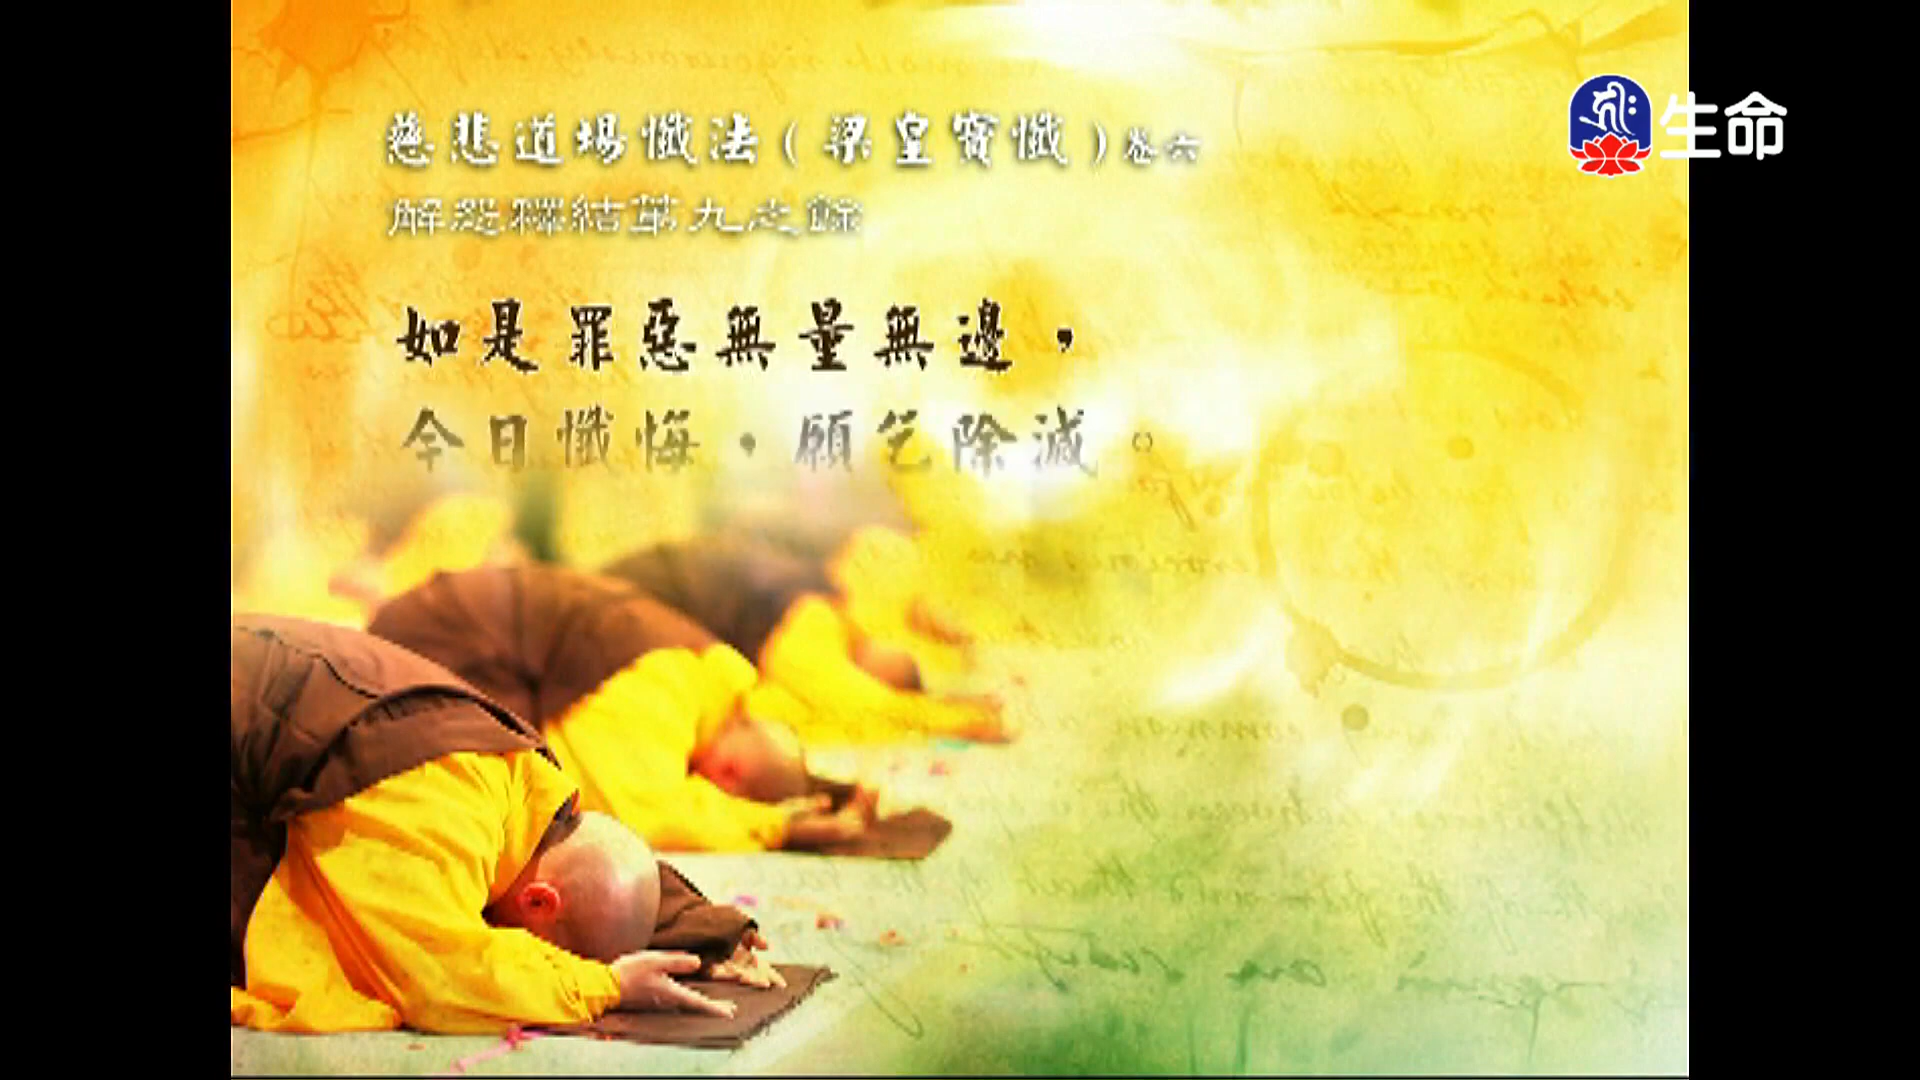 慈悲道場懺法(梁皇寶懺)卷六
生命
解冤釋結第九之餘
如是罪惡無量無邊，
今日懺悔，願乞除滅。